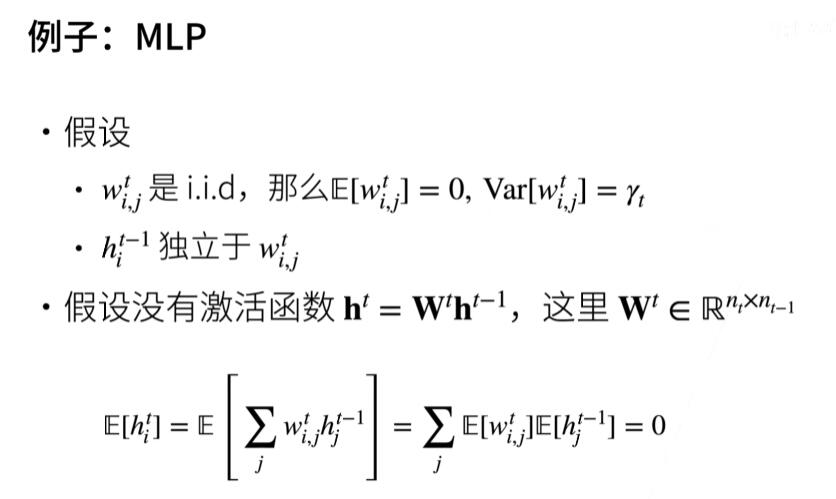 例子：MLP
• 假设
• $w_{i,j}^t$ 是 i.i.d，那么$\mathbb{E}[w_{i,j}^t] = 0, \mathrm{Var}[w_{i,j}^t] = \gamma_t$
• $h_i^{t-1}$ 独立于 $w_{i,j}^t$
• 假设没有激活函数 $\mathbf{h}^t = \mathbf{W}^t\mathbf{h}^{t-1}$，这里 $\mathbf{W}^t \in \mathbb{R}^{n_t \times n_{t-1}}$
$\mathbb{E}[h_i^t] = \mathbb{E}\left[\sum_j w_{i,j}^t h_j^{t-1}\right] = \sum_j \mathbb{E}[w_{i,j}^t]\mathbb{E}[h_j^{t-1}] = 0$